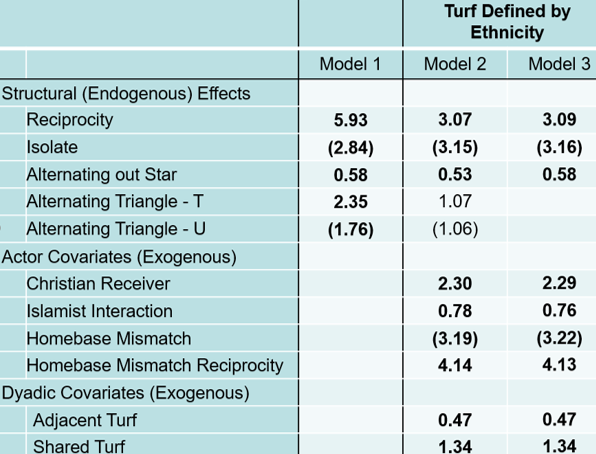 Turf Defined by
Ethnicity
Model 1 Model 2 Model 3
Structural (Endogenous) Effects
Reciprocity 5.93 3.07 3.09
Isolate (2.84) (3.15) (3.16)
Alternating out Star 0.58 0.53 0.58
Alternating Triangle - T 2.35 1.07
Alternating Triangle - U (1.76) (1.06)
Actor Covariates (Exogenous)
Christian Receiver 2.30 2.29
Islamist Interaction 0.78 0.76
Homebase Mismatch (3.19) (3.22)
Homebase Mismatch Reciprocity 4.14 4.13
Dyadic Covariates (Exogenous)
Adjacent Turf 0.47 0.47
Shared Turf 1.34 1.34